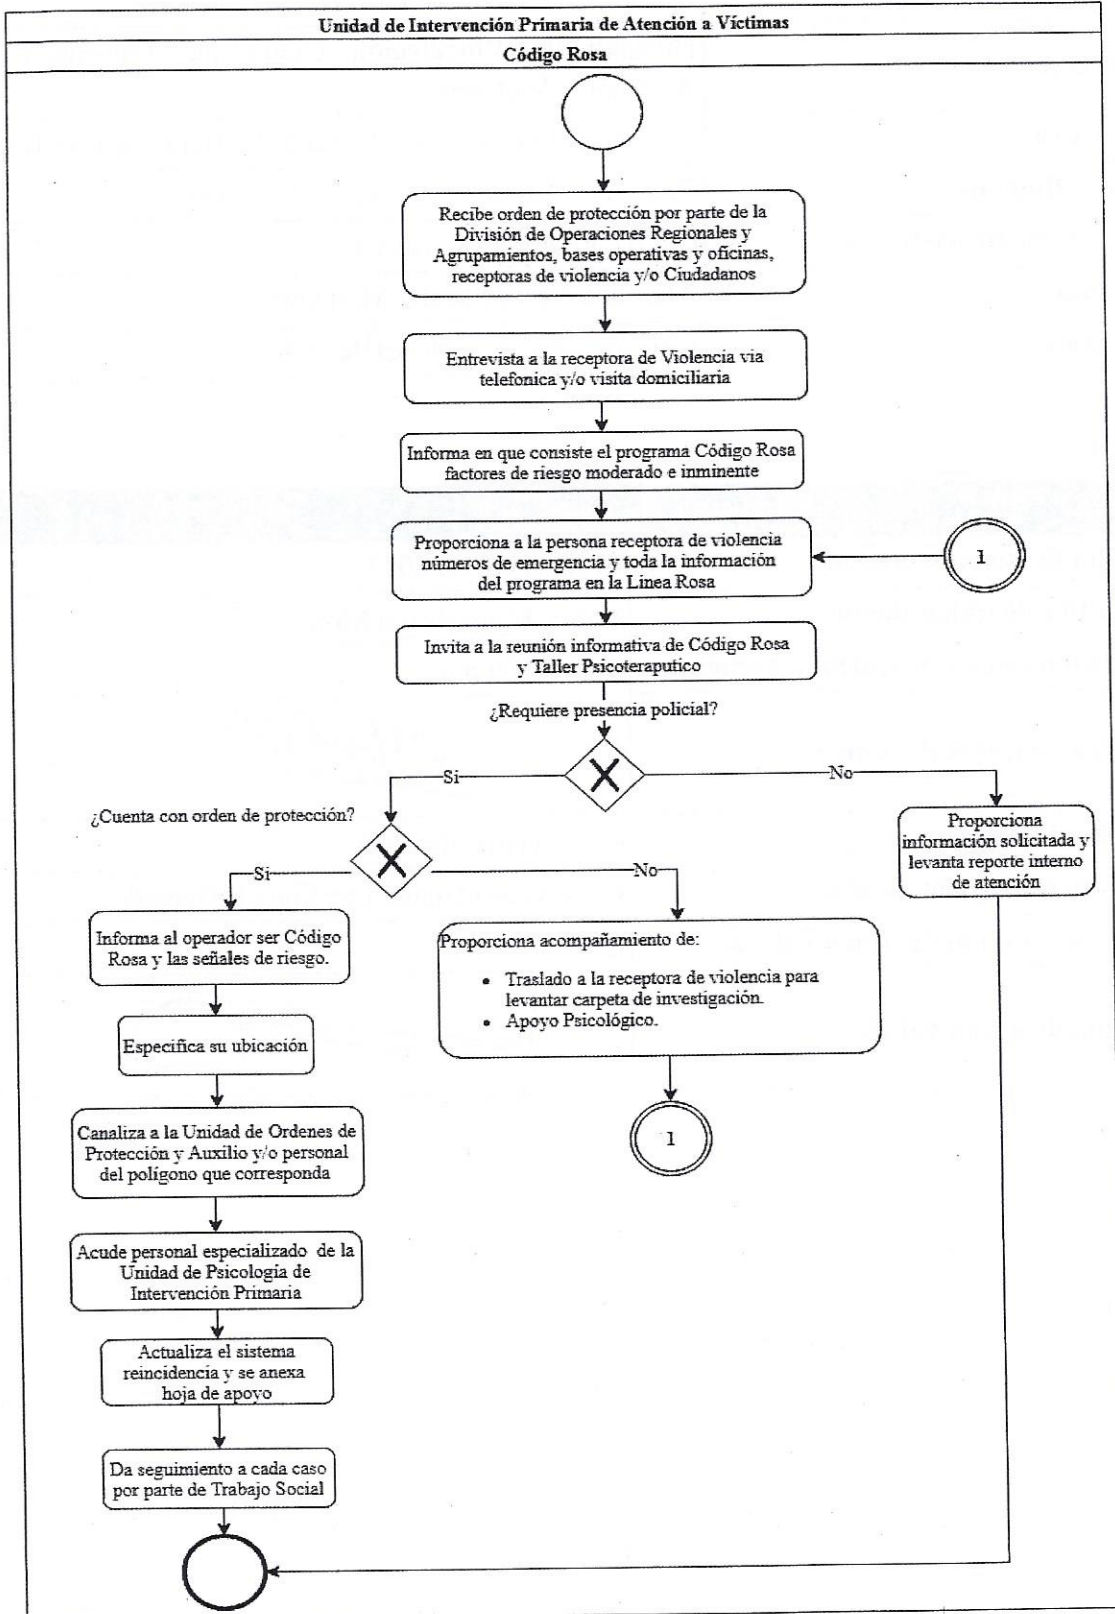 Unidad de Intervención Primaria de Atención a Víctimas
Código Rosa
Recibe orden de protección por parte de la
División de Operaciones Regionales y
Agrupamientos, bases operativas y oficinas,
receptoras de violencia y/o Ciudadanos
Entrevista a la receptora de Violencia via
telefonica y/o visita domiciliaria
Informa en que consiste el programa Código Rosa
factores de riesgo moderado e inminente
Proporciona a la persona receptora de violencia
números de emergencia y toda la información
del programa en la Linea Rosa
1
Invita a la reunión informativa de Código Rosa
y Taller Psicoteraputico
¿Requiere presencia policial?
Si
No
¿Cuenta con orden de protección?
Proporciona
información solicitada y
levanta reporte interno
de atención
Si
No
Informa al operador ser Código
Rosa y las señales de riesgo.
Proporciona acompañamiento de:
• Traslado a la receptora de violencia para
levantar carpeta de investigación.
• Apoyo Psicológico.
Especifica su ubicación
1
Canaliza a la Unidad de Ordenes de
Protección y Auxilio y/o personal
del polígono que corresponda
Acude personal especializado de la
Unidad de Psicología de
Intervención Primaria
Actualiza el sistema
reincidencia y se anexa
hoja de apoyo
Da seguimiento a cada caso
por parte de Trabajo Social